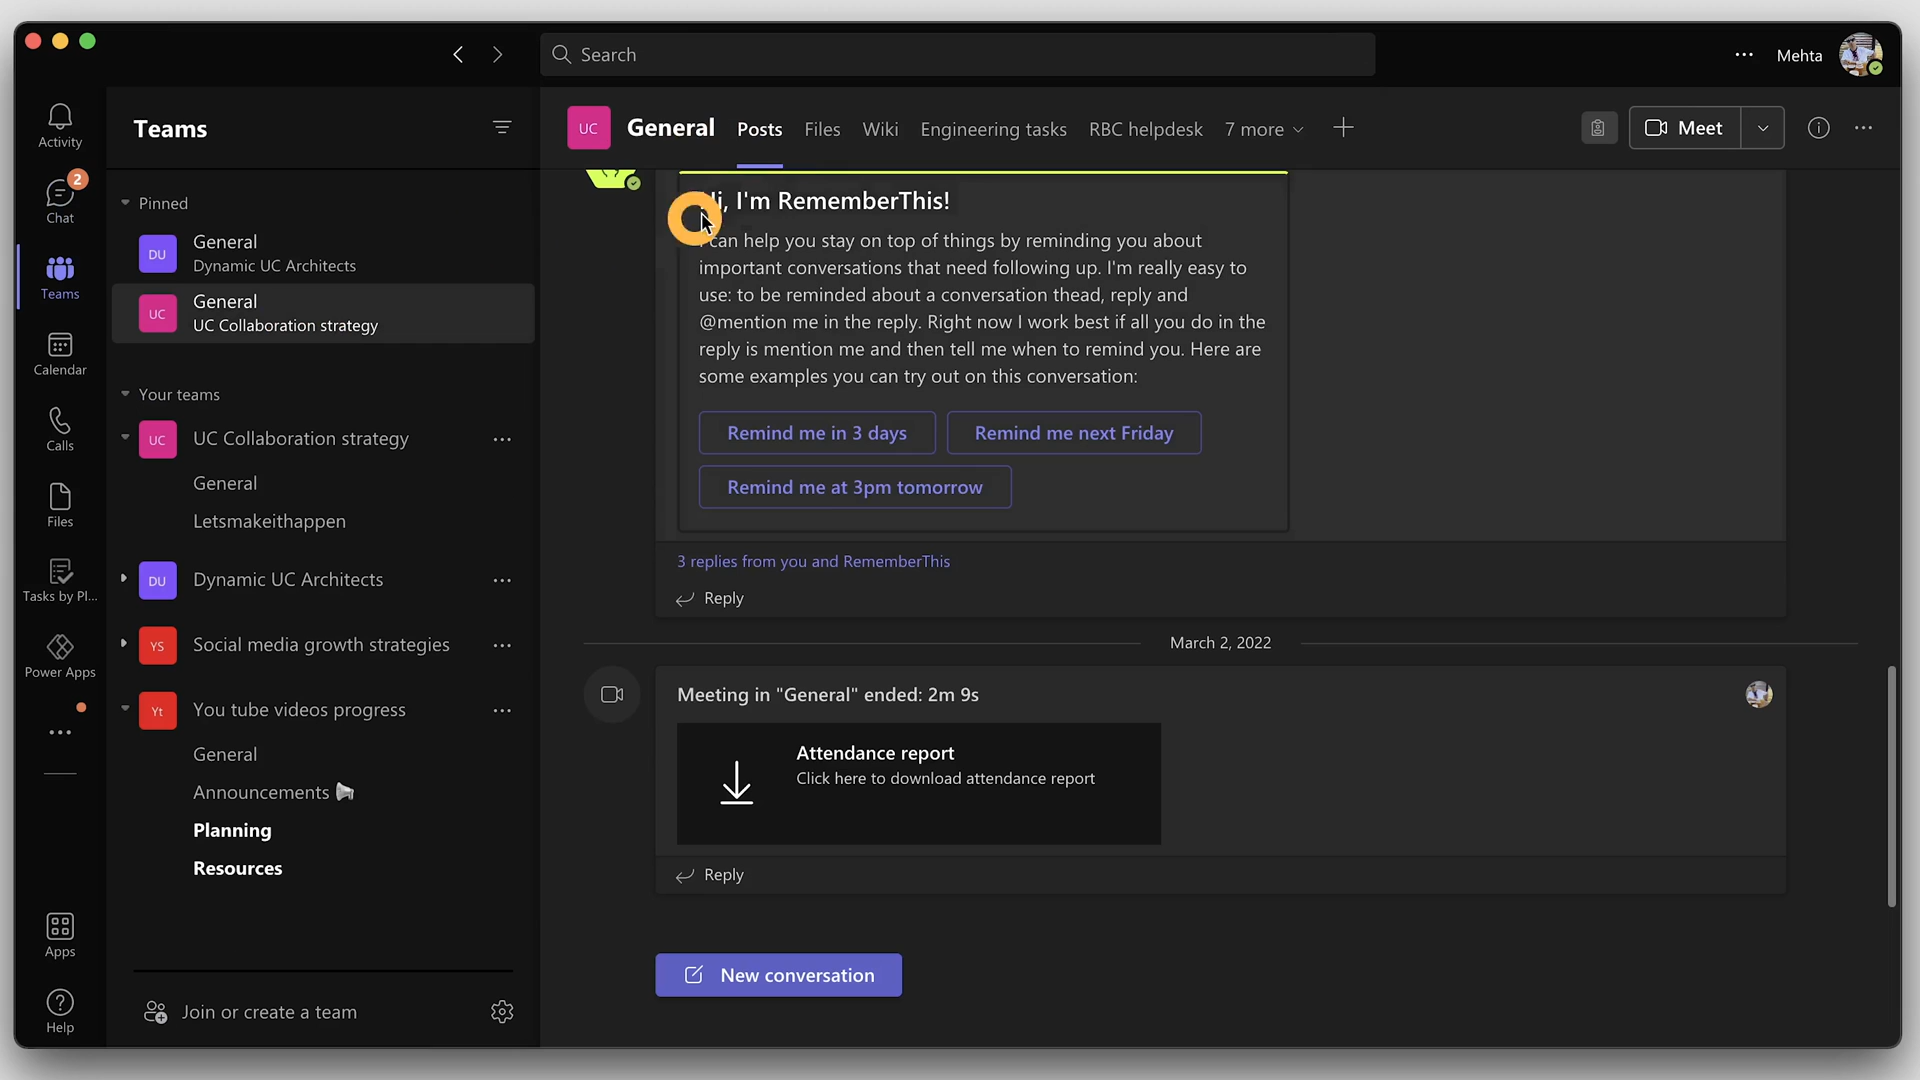 Search
Mehta
Activity
2
Chat
Teams
Calendar
Calls
Files
Tasks by Pl...
Power Apps
Apps
Help
Teams
Pinned
DU
General
Dynamic UC Architects
UC
General
UC Collaboration strategy
Your teams
UC
UC Collaboration strategy
General
Letsmakeithappen
DU
Dynamic UC Architects
YS
Social media growth strategies
Yt
You tube videos progress
General
Announcements
Planning
Resources
Join or create a team
UC
General
Posts
Files
Wiki
Engineering tasks
RBC helpdesk
7 more
Meet
Hi, I'm RememberThis!
I can help you stay on top of things by reminding you about
important conversations that need following up. I'm really easy to
use: to be reminded about a conversation thead, reply and
@mention me in the reply. Right now I work best if all you do in the
reply is mention me and then tell me when to remind you. Here are
some examples you can try out on this conversation:
Remind me in 3 days
Remind me next Friday
Remind me at 3pm tomorrow
3 replies from you and RememberThis
Reply
March 2, 2022
Meeting in "General" ended: 2m 9s
Attendance report
Click here to download attendance report
Reply
New conversation